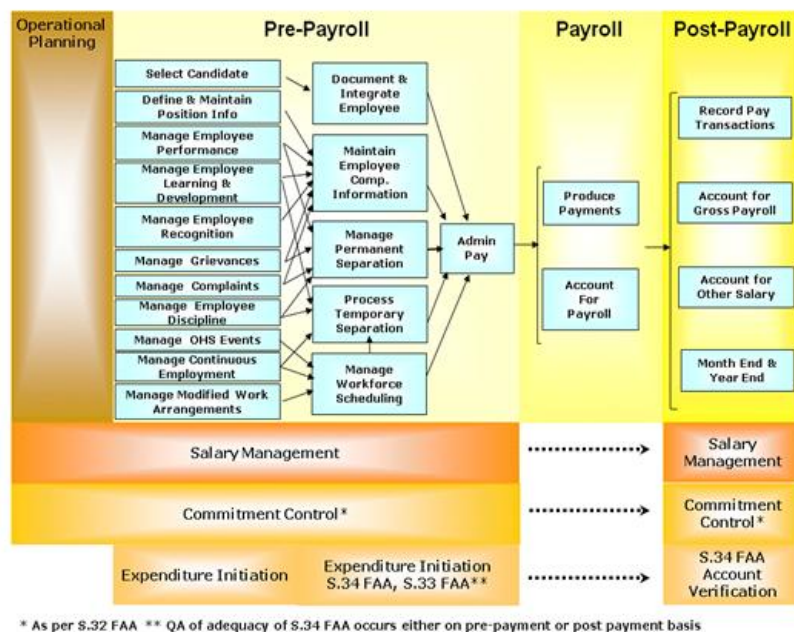 Operational
Planning
Pre-Payroll
Payroll
Post-Payroll
Select Candidate
Define & Maintain
Position Info
Manage Employee
Performance
Manage Employee
Learning &
Development
Manage Employee
Recognition
Manage Grievances
Manage Complaints
Manage Employee
Discipline
Manage OHS Events
Manage Continuous
Employment
Manage Modified Work
Arrangements
Document &
Integrate
Employee
Maintain
Employee
Comp.
Information
Manage
Permanent
Separation
Process
Temporary
Separation
Manage
Workforce
Scheduling
Admin
Pay
Produce
Payments
Account
For
Payroll
Record Pay
Transactions
Account for
Gross Payroll
Account for
Other Salary
Month End &
Year End
Salary Management
Salary
Management
Commitment Control*
Commitment
Control*
Expenditure Initiation
Expenditure Initiation
S.34 FAA, S.33 FAA**
S.34 FAA
Account
Verification
* As per S.32 FAA ** QA of adequacy of S.34 FAA occurs either on pre-payment or post payment basis